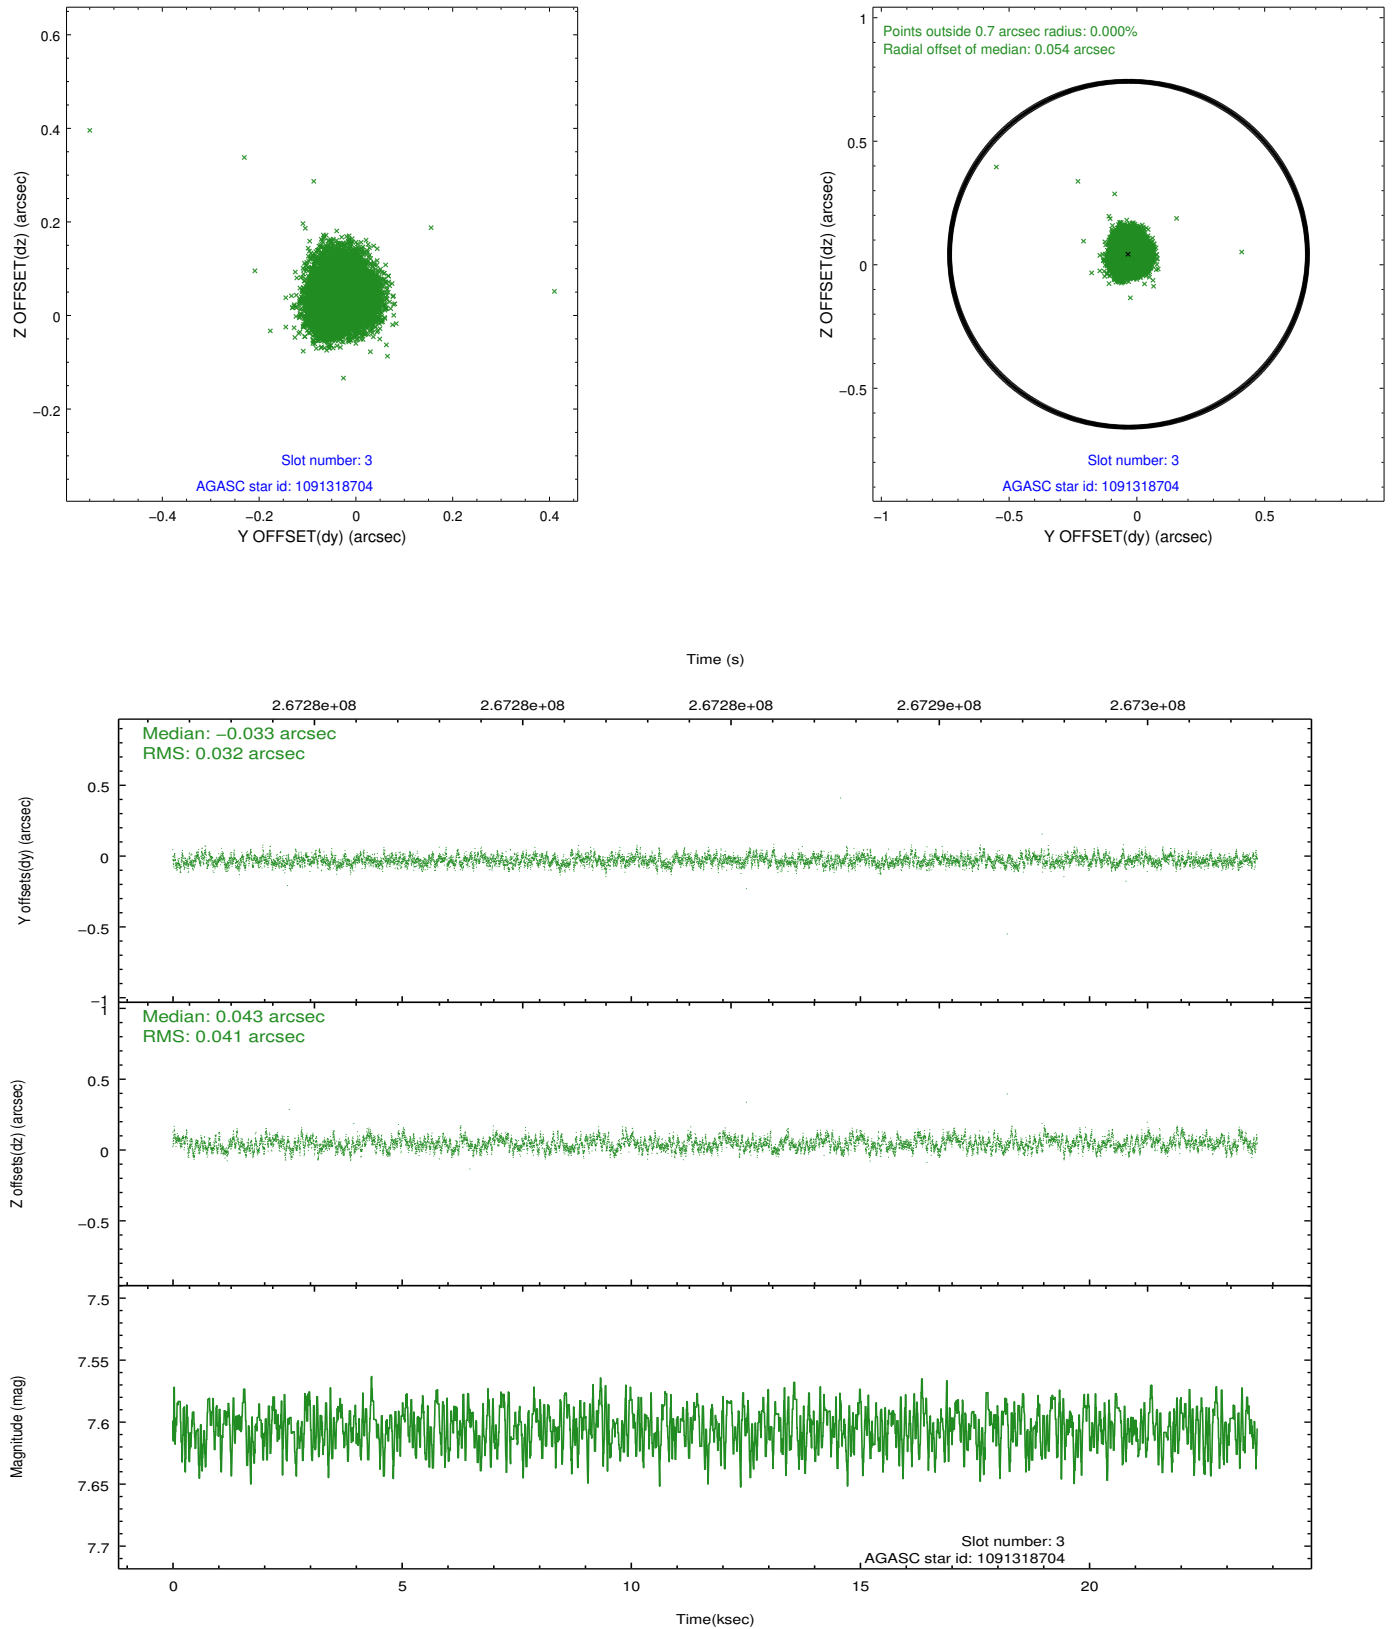 0.6
0.4
0.2
0
−0.2
Z OFFSET(dz) (arcsec)
Slot number: 3
AGASC star id: 1091318704
−0.4
−0.2
0
0.2
0.4
Y OFFSET(dy) (arcsec)
Points outside 0.7 arcsec radius: 0.000%
Radial offset of median: 0.054 arcsec
1
0.5
0
−0.5
Z OFFSET(dz) (arcsec)
Slot number: 3
AGASC star id: 1091318704
−1
−0.5
0
0.5
Y OFFSET(dy) (arcsec)
Time (s)
2.6728e+08
2.6728e+08
2.6728e+08
2.6729e+08
2.673e+08
Median: −0.033 arcsec
RMS: 0.032 arcsec
0.5
0
−0.5
−1
Y offsets(dy) (arcsec)
Median: 0.043 arcsec
RMS: 0.041 arcsec
1
0.5
0
−0.5
Z offsets(dz) (arcsec)
7.5
7.55
7.6
7.65
7.7
Magnitude (mag)
Slot number: 3
AGASC star id: 1091318704
0
5
10
15
20
Time(ksec)